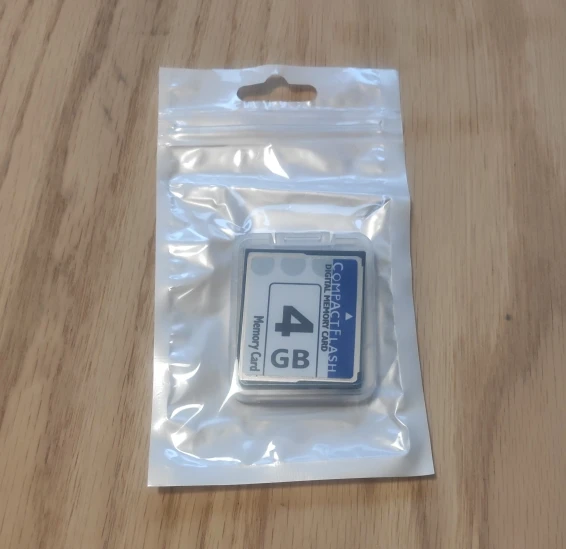 COMPACTFLASH
DIGITAL MEMORY CARD
4
GB
Memory Card